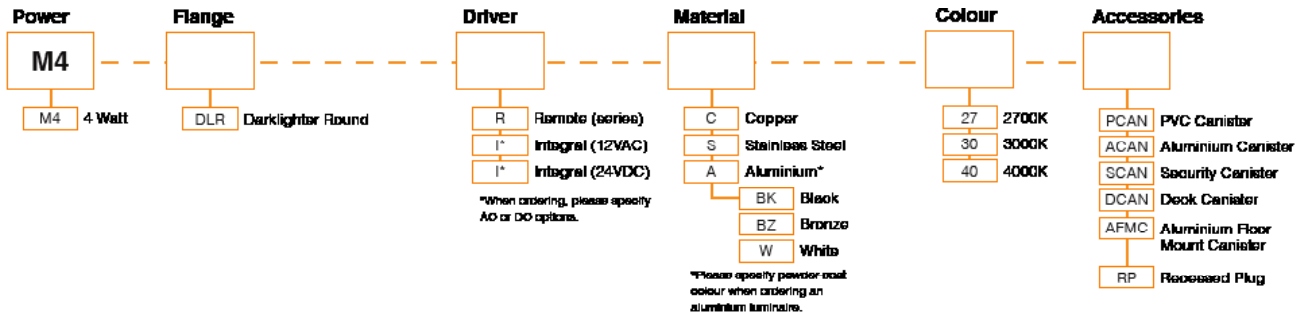 Power
M4
M4 4 Watt
Flange
DLR Darklighter Round
Driver
R Remote (series)
I* Integral (12VAC)
I* Integral (24VDC)
*When ordering, please specify
AC or DC options.
Material
C Copper
S Stainless Steel
A Aluminium*
BK Black
BZ Bronze
W White
*Please specify powder coat
colour when ordering an
aluminium luminaire.
Colour
27 2700K
30 3000K
40 4000K
Accessories
PCAN PVC Canister
ACAN Aluminium Canister
SCAN Security Canister
DCAN Deck Canister
AFMC Aluminium Floor
Mount Canister
RP Recessed Plug